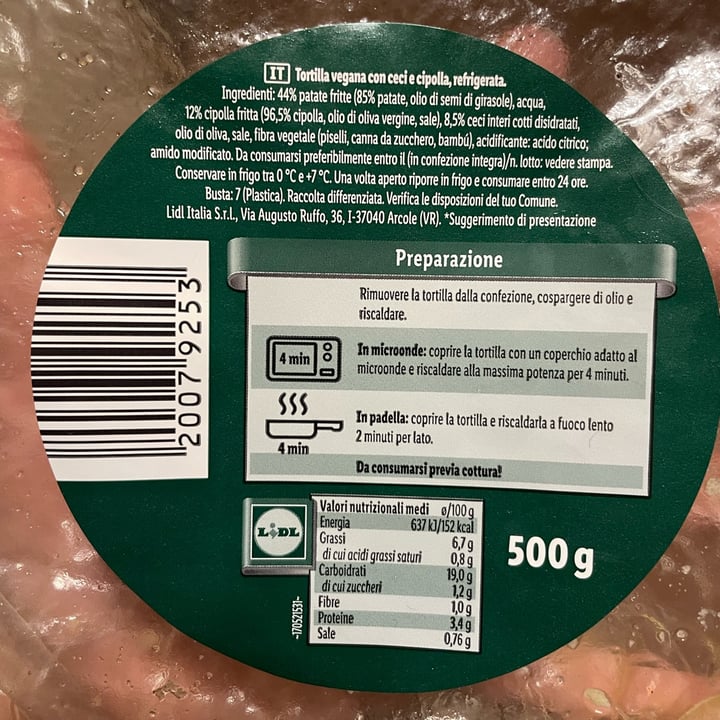 IT Tortilla vegana con ceci e cipolla, refrigerata.
Ingredienti: 44% patate fritte (85% patate, olio di semi di girasole), acqua,
12% cipolla fritta (96,5% cipolla, olio di oliva vergine, sale), 8,5% ceci interi cotti disidratati,
olio di oliva, sale, fibra vegetale (piselli, canna da zucchero, bambú), acidificante: acido citrico;
amido modificato. Da consumarsi preferibilmente entro il (in confezione integra)/n. lotto: vedere stampa.
Conservare in frigo tra 0 °C e +7 °C. Una volta aperto riporre in frigo e consumare entro 24 ore.
Busta: 7 (Plastica). Raccolta differenziata. Verifica le disposizioni del tuo Comune.
Lidl Italia S.r.l., Via Augusto Ruffo, 36, I-37040 Arcole (VR). *Suggerimento di presentazione
20079253
Preparazione
Rimuovere la tortilla dalla confezione, cospargere di olio e
riscaldare.
4 min
In microonde: coprire la tortilla con un coperchio adatto al
microonde e riscaldare alla massima potenza per 4 minuti.
4 min
In padella: coprire la tortilla e riscaldarla a fuoco lento
2 minuti per lato.
Da consumarsi previa cottura!
LIDL
Valori nutrizionali medi ø/100 g
Energia 637 kJ/152 kcal
Grassi 6,7 g
di cui acidi grassi saturi 0,8 g
Carboidrati 19,0 g
di cui zuccheri 1,2 g
Fibre 1,0 g
Proteine 3,4 g
Sale 0,76 g
500 g
-170521531-